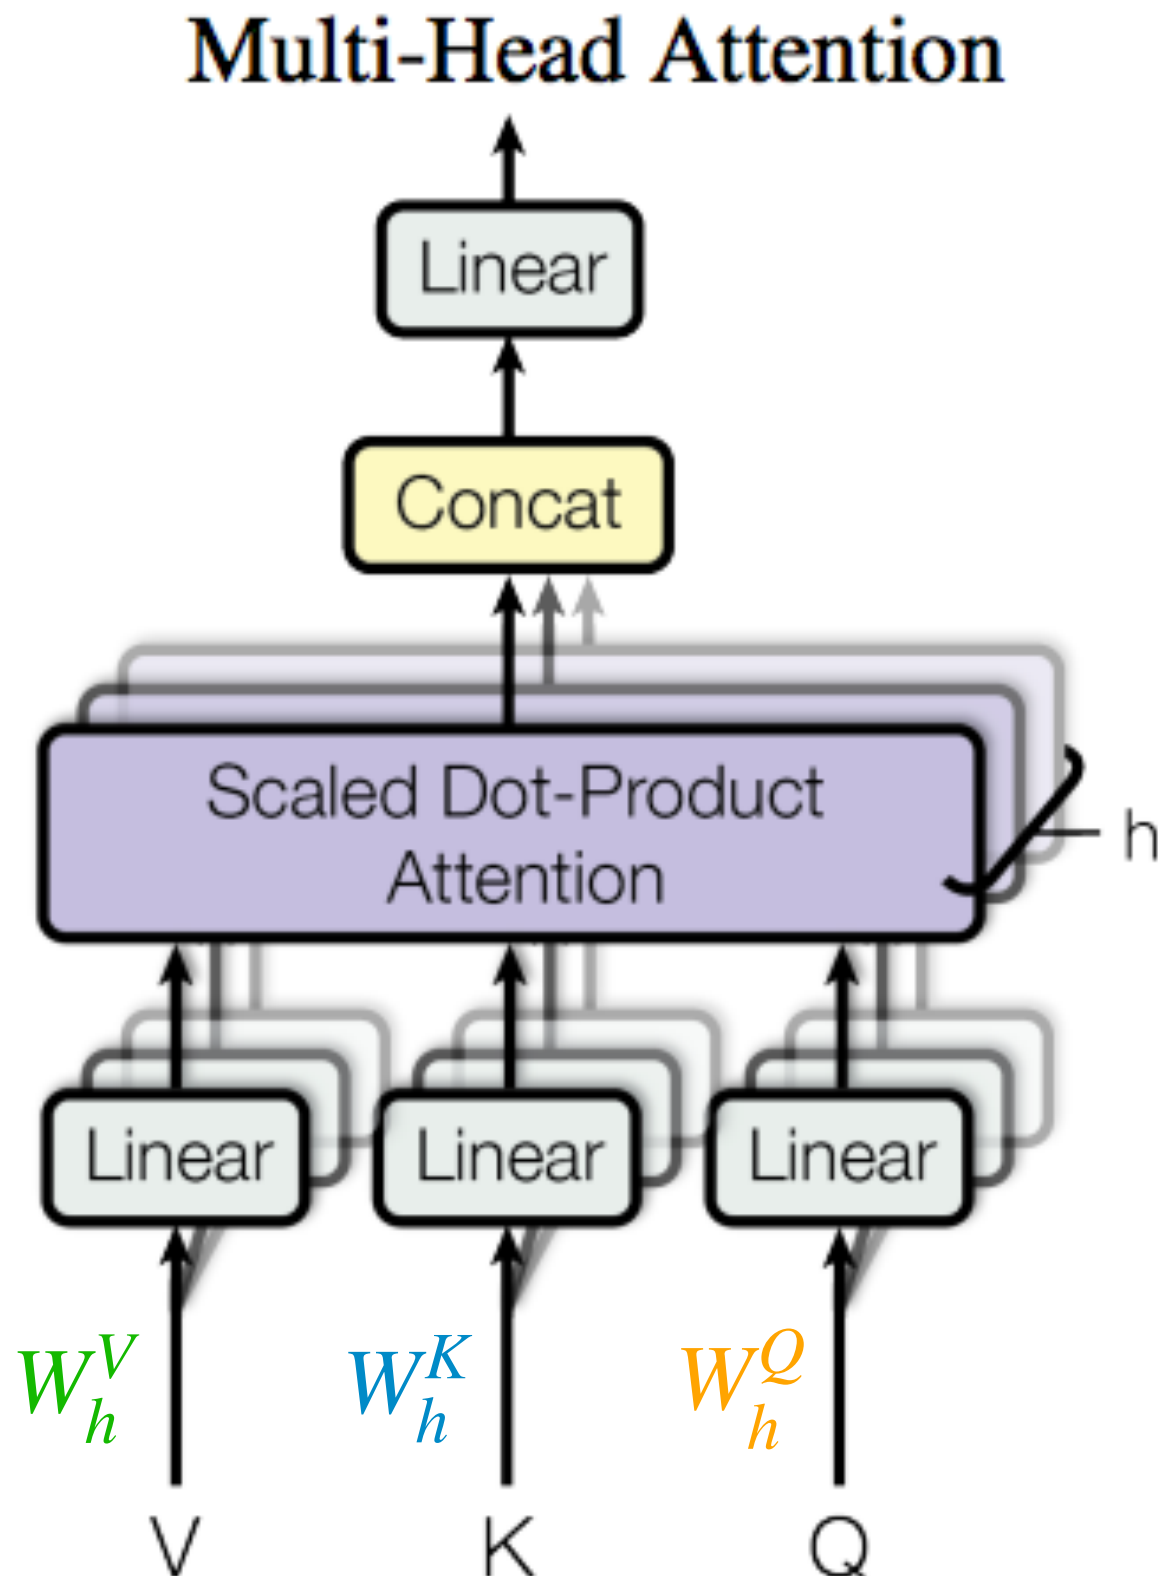 Multi-Head Attention
Linear
Concat
Scaled Dot-Product
Attention
h
Linear Linear Linear
W_h^V W_h^K W_h^Q
V K Q